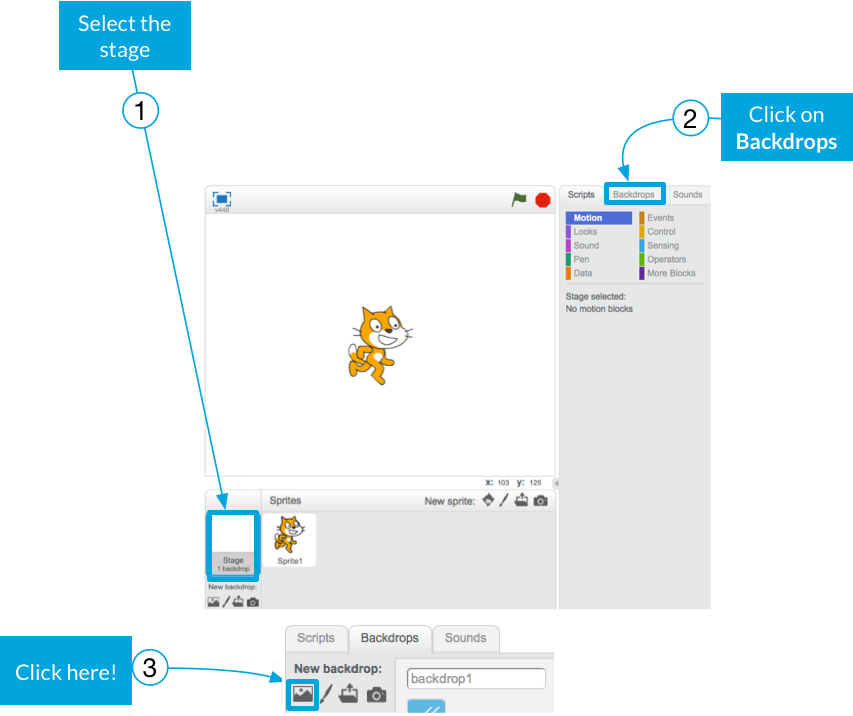 Select the
stage
1
2
Click on
Backdrops
v448
Scripts
Backdrops
Sounds
Motion
Events
Looks
Control
Sound
Sensing
Pen
Operators
Data
More Blocks
Stage selected:
No motion blocks
x: 103 y: 125
Sprites
New sprite:
Stage
1 backdrop
Sprite1
New backdrop:
Click here!
3
Scripts
Backdrops
Sounds
New backdrop:
backdrop1